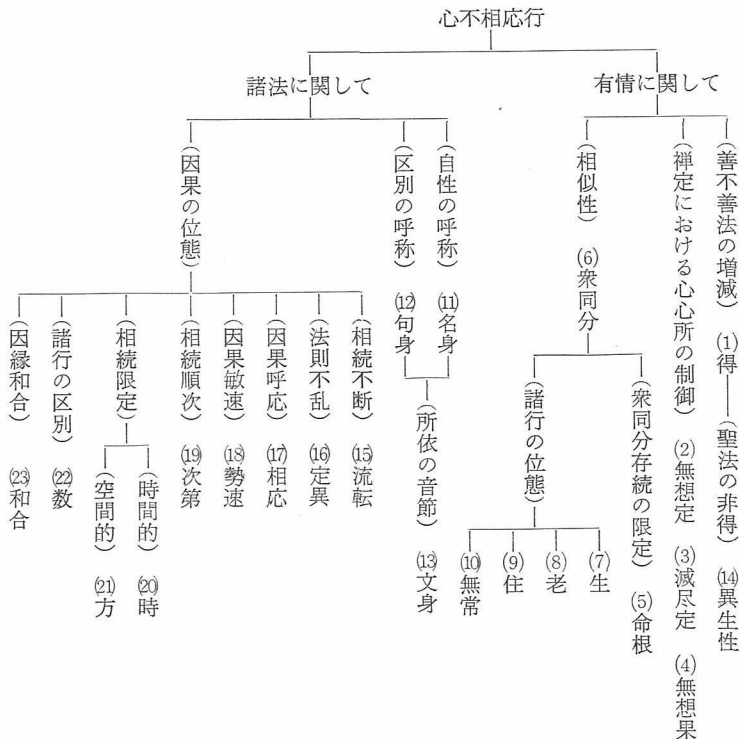 心不相応行
有情に関して
諸法に関して
(善不善法の増減) (1)得
(聖法の非得) (14)異生性
(禅定における心心所の制御) (2)無想定 (3)滅尽定 (4)無想果
(相似性) (6)衆同分
(衆同分存続の限定) (5)命根
(諸行の位態)
(7)生
(8)老
(9)住
(10)無常
(自性の呼称) (11)名身
(区別の呼称) (12)句身
(所依の音節) (13)文身
(因果の位態)
(相続不断) (15)流転
(法則不乱) (16)定異
(因果呼応) (17)相応
(因果敏速) (18)勢速
(相続順次) (19)次第
(相続限定)
(時間的) (20)時
(空間的) (21)方
(諸行の区別) (22)数
(因縁和合) (23)和合